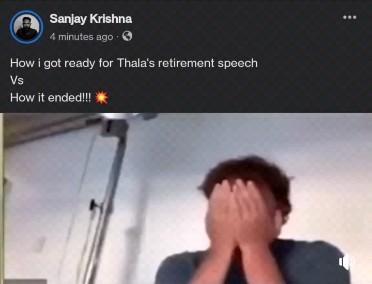 Sanjay Krishna
4 minutes ago ·
How i got ready for Thala's retirement speech
Vs
How it ended!!! 💥